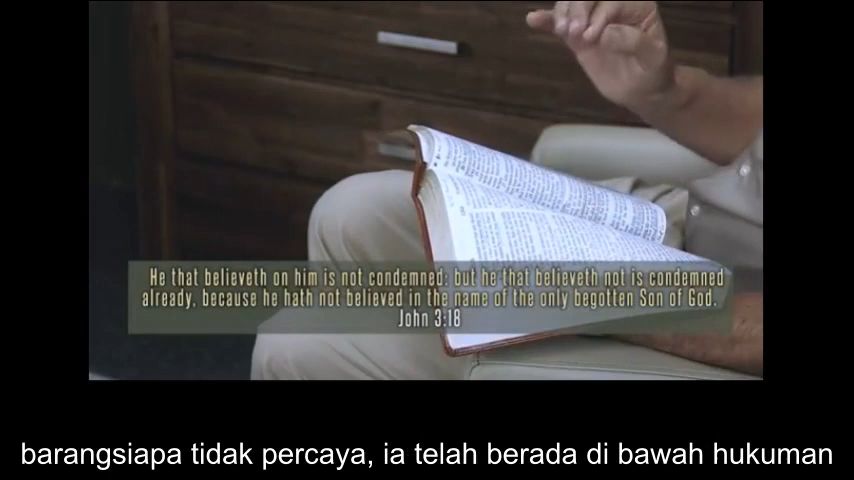 He that believeth on him is not condemned: but he that believeth not is condemned
already, because he hath not believed in the name of the only begotten Son of God.
John 3:18
barangsiapa tidak percaya, ia telah berada di bawah hukuman